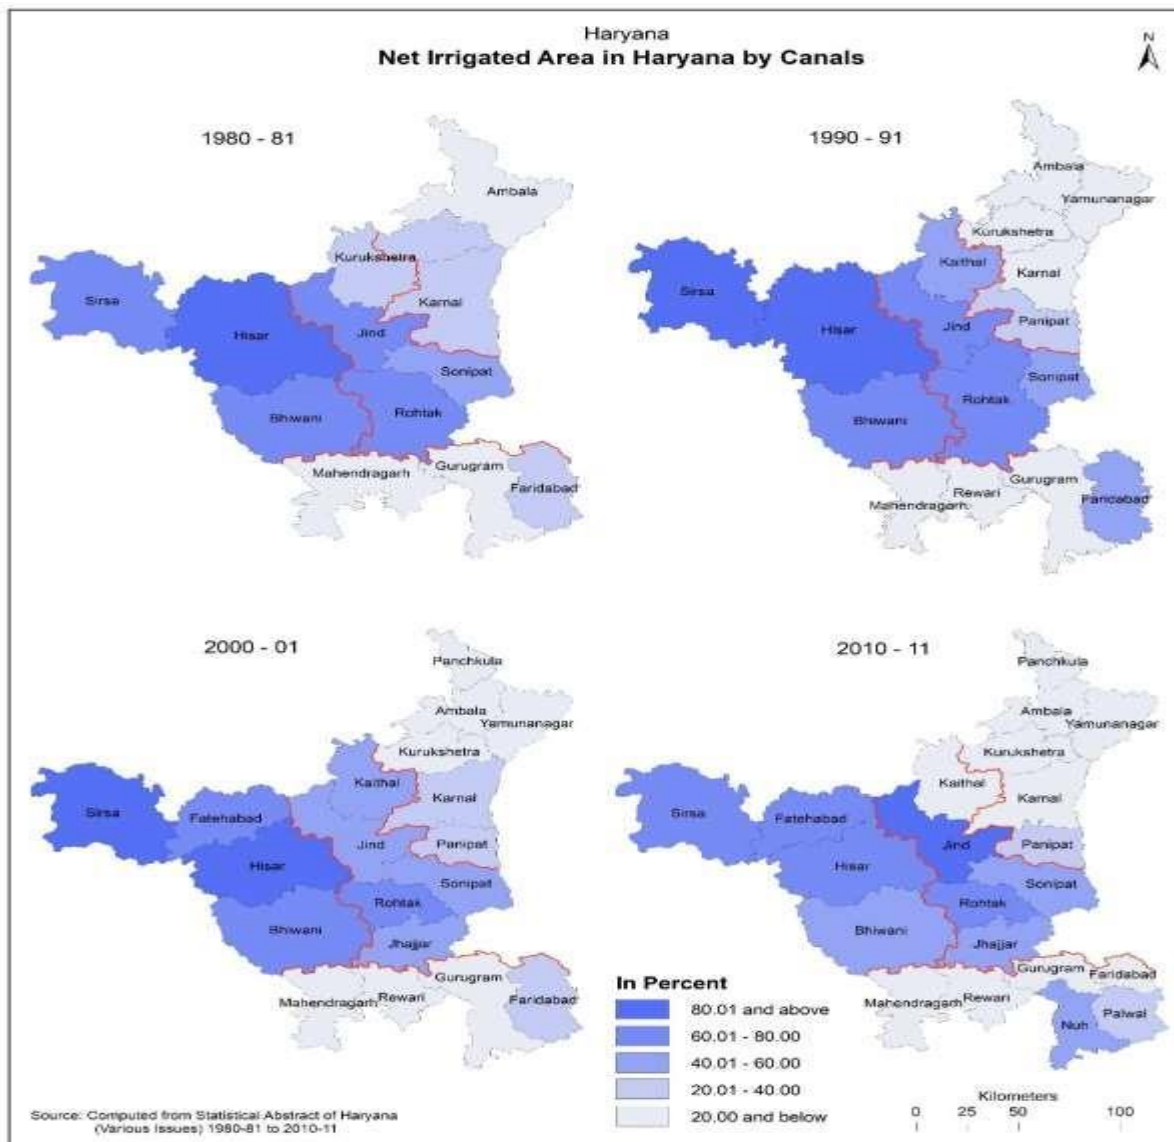 Haryana
Net Irrigated Area in Haryana by Canals
N
1980 - 81
Ambala
Kurukshetra
Karnal
Sirsa
Hisar
Jind
Sonipat
Bhiwani
Rohtak
Mahendragarh
Gurugram
Faridabad
1990 - 91
Ambala
Yamunanagar
Kurukshetra
Kaithal
Karnal
Sirsa
Hisar
Jind
Panipat
Sonipat
Rohtak
Bhiwani
Gurugram
Rewari
Mahendragarh
Faridabad
2000 - 01
Panchkula
Ambala
Yamunanagar
Kurukshetra
Kaithal
Karnal
Sirsa
Fatehabad
Jind
Panipat
Hisar
Sonipat
Rohtak
Bhiwani
Jhajjar
Gurugram
Rewari
Mahendragarh
Faridabad
2010 - 11
Panchkula
Ambala
Yamunanagar
Kurukshetra
Kaithal
Karnal
Sirsa
Fatehabad
Jind
Panipat
Hisar
Sonipat
Rohtak
Bhiwani
Jhajjar
Gurugram
Faridabad
Mahendragarh
Rewari
Nuh
Palwal
In Percent
80.01 and above
60.01 - 80.00
40.01 - 60.00
20.01 - 40.00
20.00 and below
Kilometers
0 25 50 100
Source: Computed from Statistical Abstract of Haryana
(Various Issues) 1980-81 to 2010-11